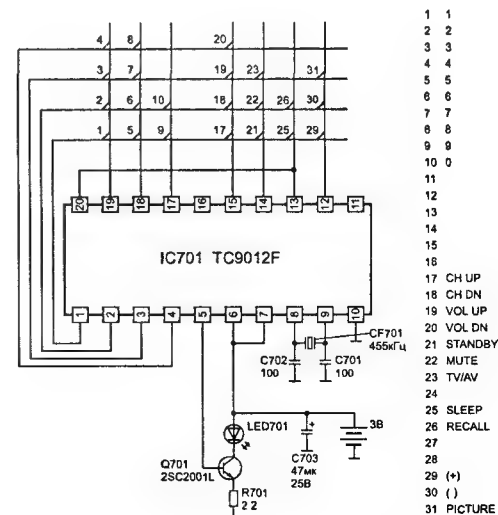 4 8 20
3 7 19 23 31
2 6 10 18 22 26 30
1 5 9 17 21 25 29
20 19 18 17 16 15 14 13 12 11
IC701 TC9012F
1 2 3 4 5 6 7 8 9 10
CF701
455кГц
C702
100
C701
100
LED701
C703
47мк
25В
+
3В
Q701
2SC2001L
R701
2 2
1 1
2 2
3 3
4 4
5 5
6 6
7 7
8 8
9 9
10 0
11
12
13
14
15
16
17 CH UP
18 CH DN
19 VOL UP
20 VOL DN
21 STANDBY
22 MUTE
23 TV/AV
24
25 SLEEP
26 RECALL
27
28
29 (+)
30 ( )
31 PICTURE